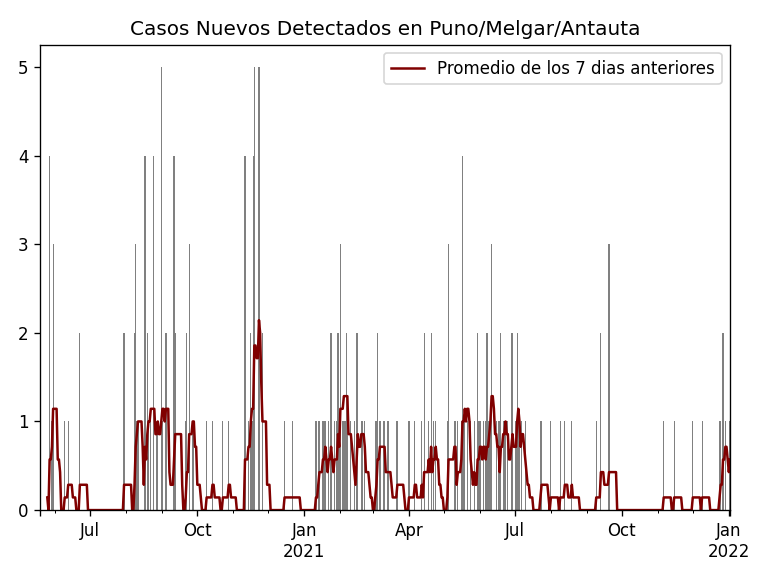 Casos Nuevos Detectados en Puno/Melgar/Antauta
Promedio de los 7 dias anteriores
5
4
3
2
1
0
Jul
Oct
Jan
2021
Apr
Jul
Oct
Jan
2022